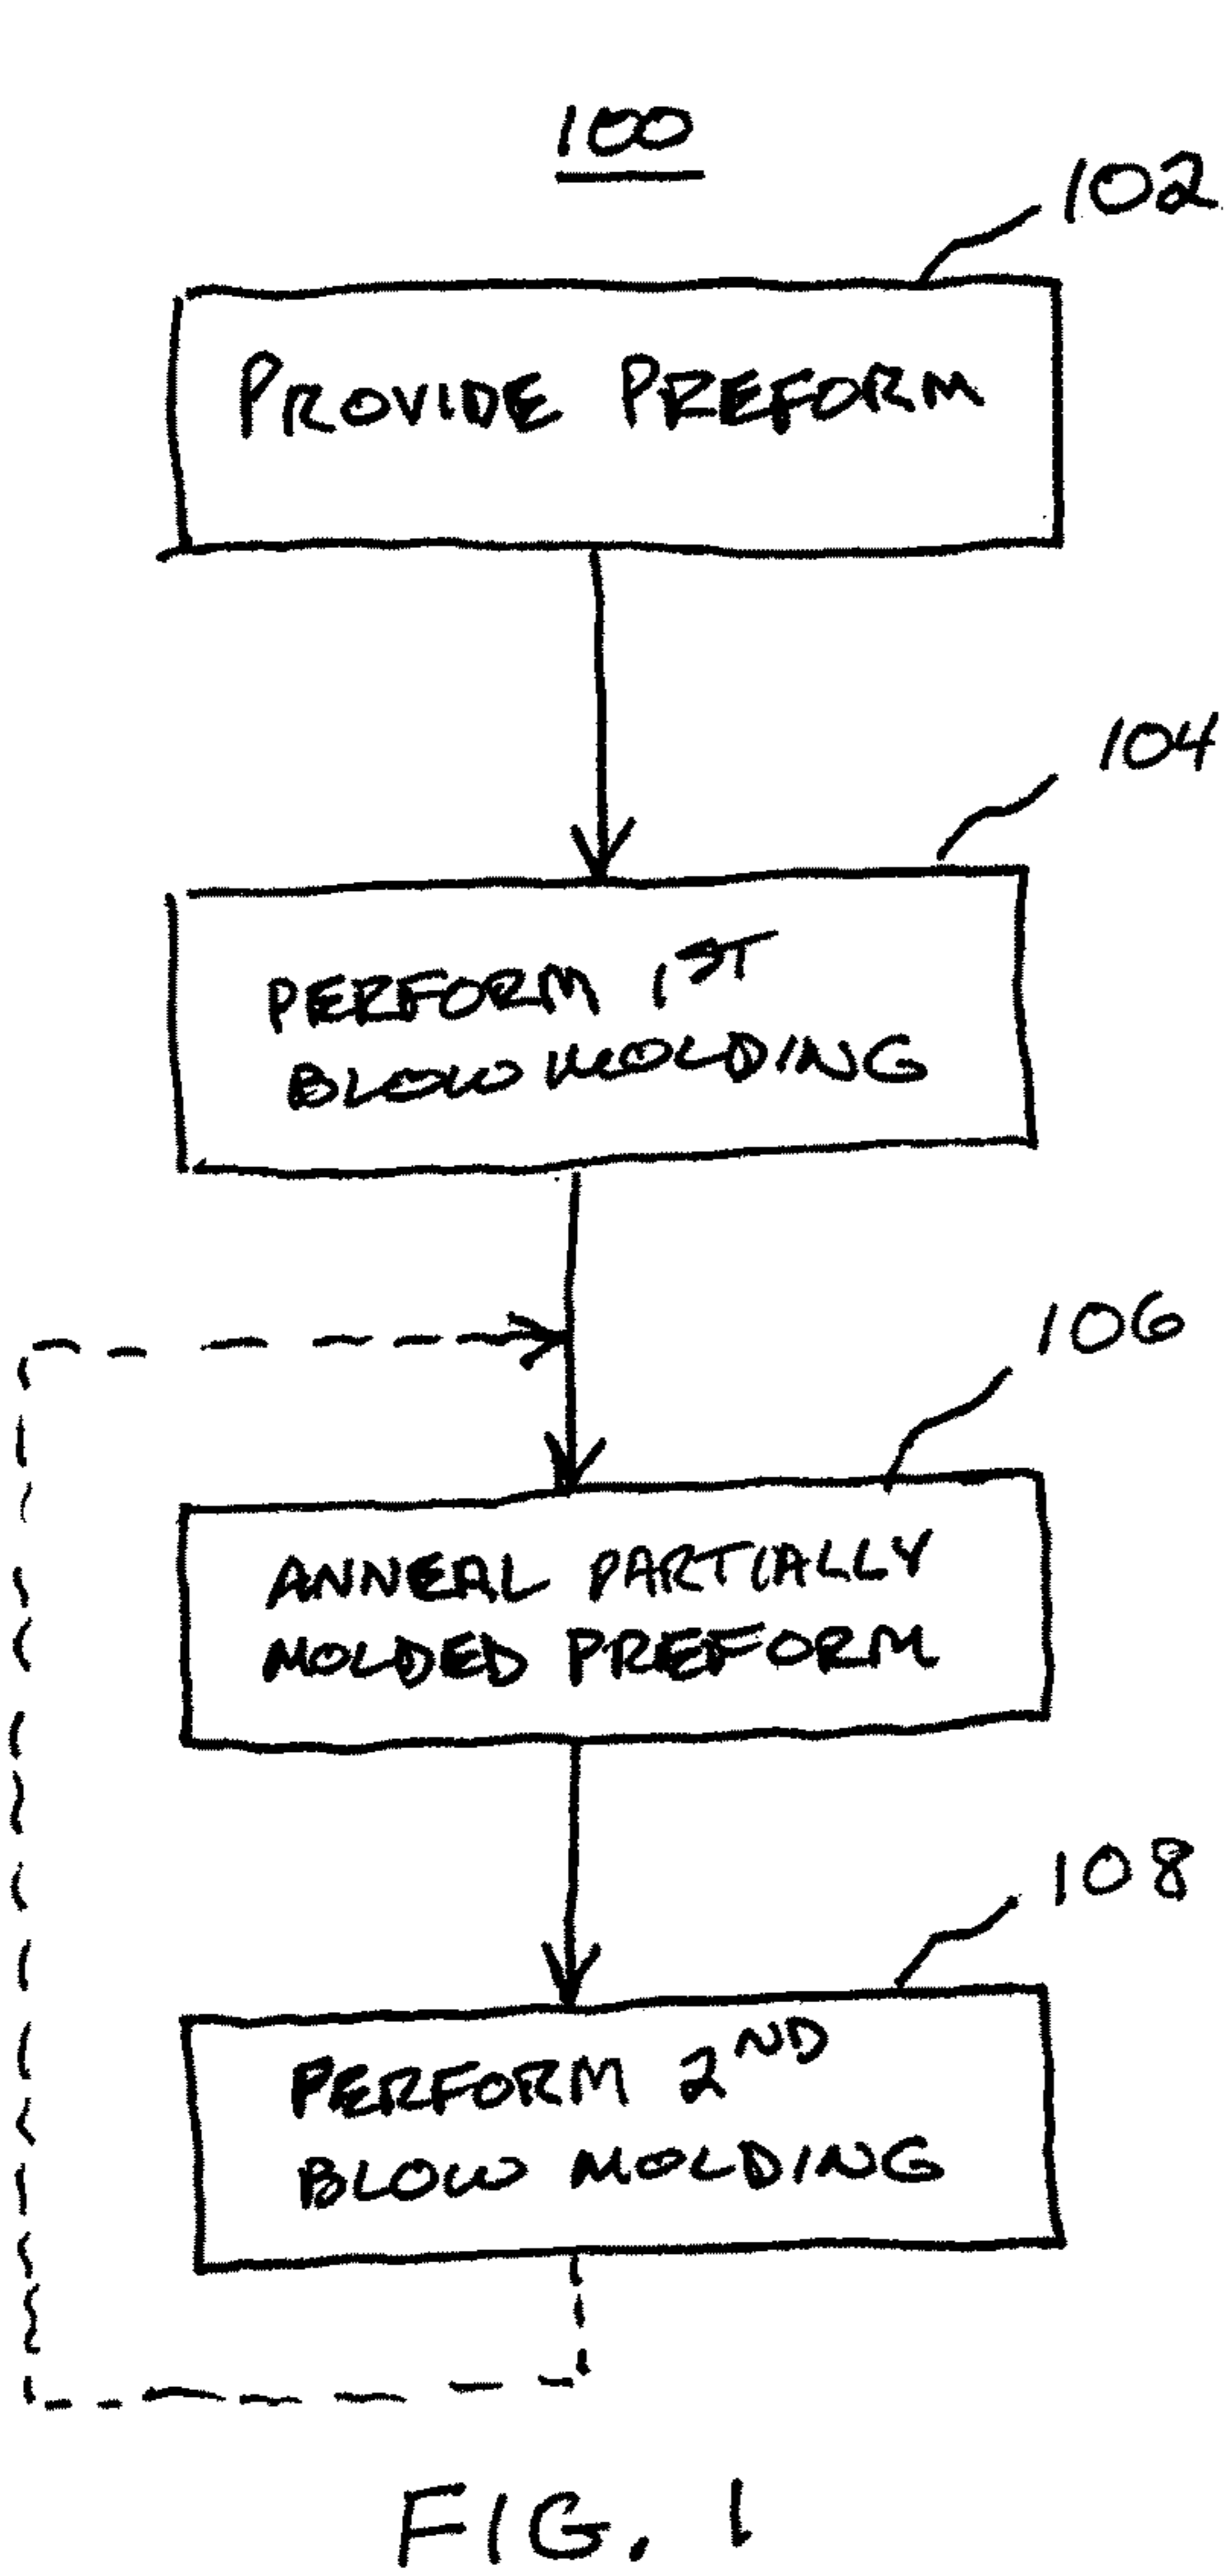 100
102
PROVIDE PREFORM
104
PERFORM 1ST
BLOW MOLDING
106
ANNEAL PARTIALLY
MOLDED PREFORM
108
PERFORM 2ND
BLOW MOLDING
FIG. 1